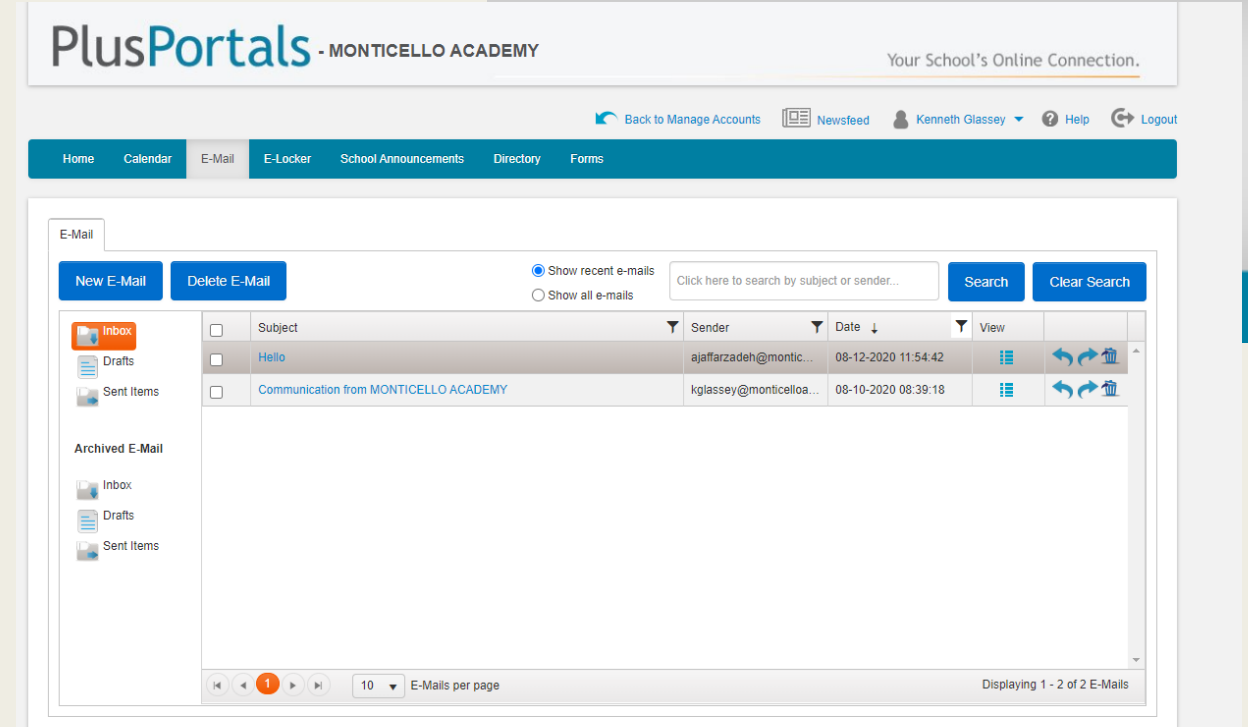 PlusPortals - MONTICELLO ACADEMY
Your School's Online Connection.
Back to Manage Accounts Newsfeed Kenneth Glassey Help Logout
Home Calendar E-Mail E-Locker School Announcements Directory Forms
E-Mail
New E-Mail Delete E-Mail Show recent e-mails Click here to search by subject or sender... Search Clear Search
Show all e-mails
Inbox Subject Sender Date ↓ View
Drafts Hello ajaffarzadeh@montic... 08-12-2020 11:54:42
Sent Items Communication from MONTICELLO ACADEMY kglassey@monticelloa... 08-10-2020 08:39:18
Archived E-Mail
Inbox
Drafts
Sent Items
1 10 E-Mails per page Displaying 1 - 2 of 2 E-Mails